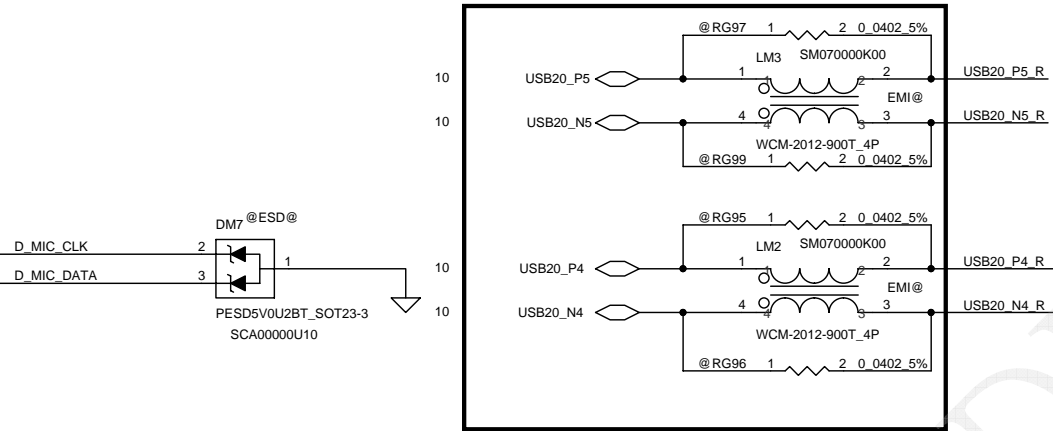 @RG97 1 2 0_0402_5%
LM3 SM070000K00
10 USB20_P5 1 1 2 2 USB20_P5_R
EMI@
10 USB20_N5 4 4 3 3 USB20_N5_R
WCM-2012-900T_4P
@RG99 1 2 0_0402_5%
@RG95 1 2 0_0402_5%
DM7 @ESD@
LM2 SM070000K00
D_MIC_CLK 2
1
D_MIC_DATA 3
10 USB20_P4 1 1 2 2 USB20_P4_R
EMI@
10 USB20_N4 4 4 3 3 USB20_N4_R
PESD5V0U2BT_SOT23-3
SCA00000U10
WCM-2012-900T_4P
@RG96 1 2 0_0402_5%